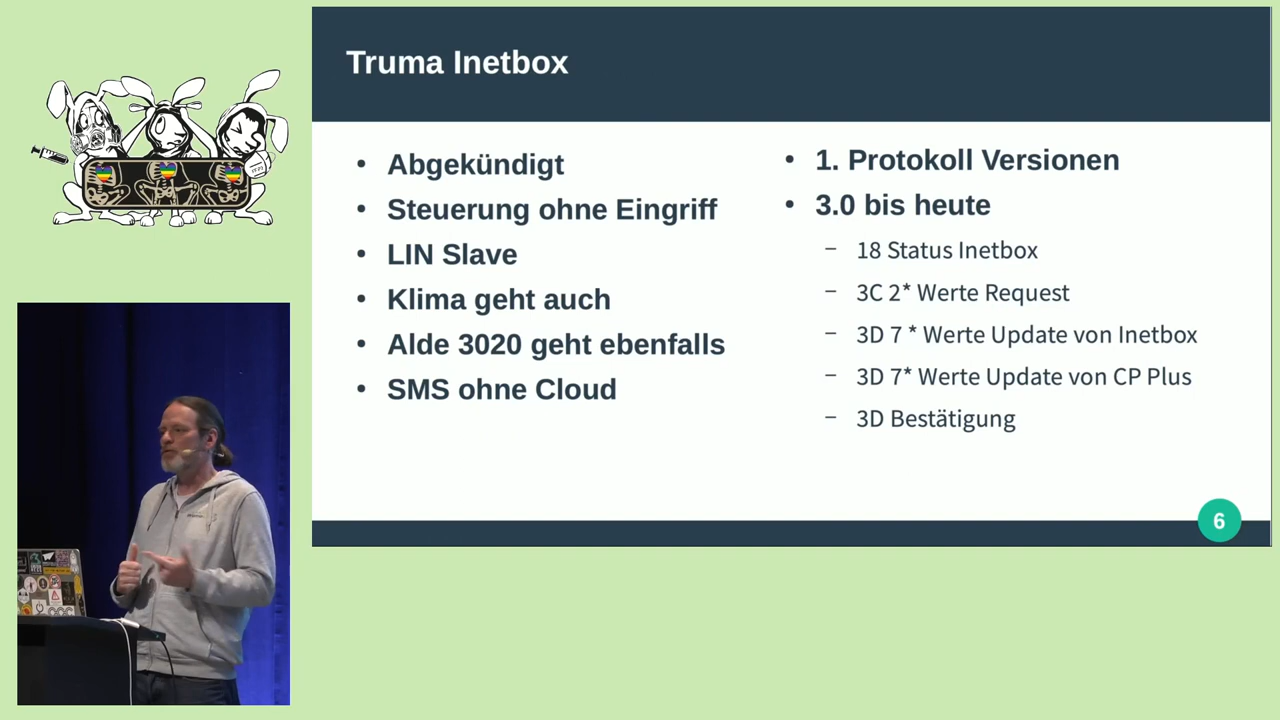 Truma Inetbox
• Abgekündigt
• Steuerung ohne Eingriff
• LIN Slave
• Klima geht auch
• Alde 3020 geht ebenfalls
• SMS ohne Cloud
• 1. Protokoll Versionen
• 3.0 bis heute
– 18 Status Inetbox
– 3C 2* Werte Request
– 3D 7 * Werte Update von Inetbox
– 3D 7* Werte Update von CP Plus
– 3D Bestätigung
6